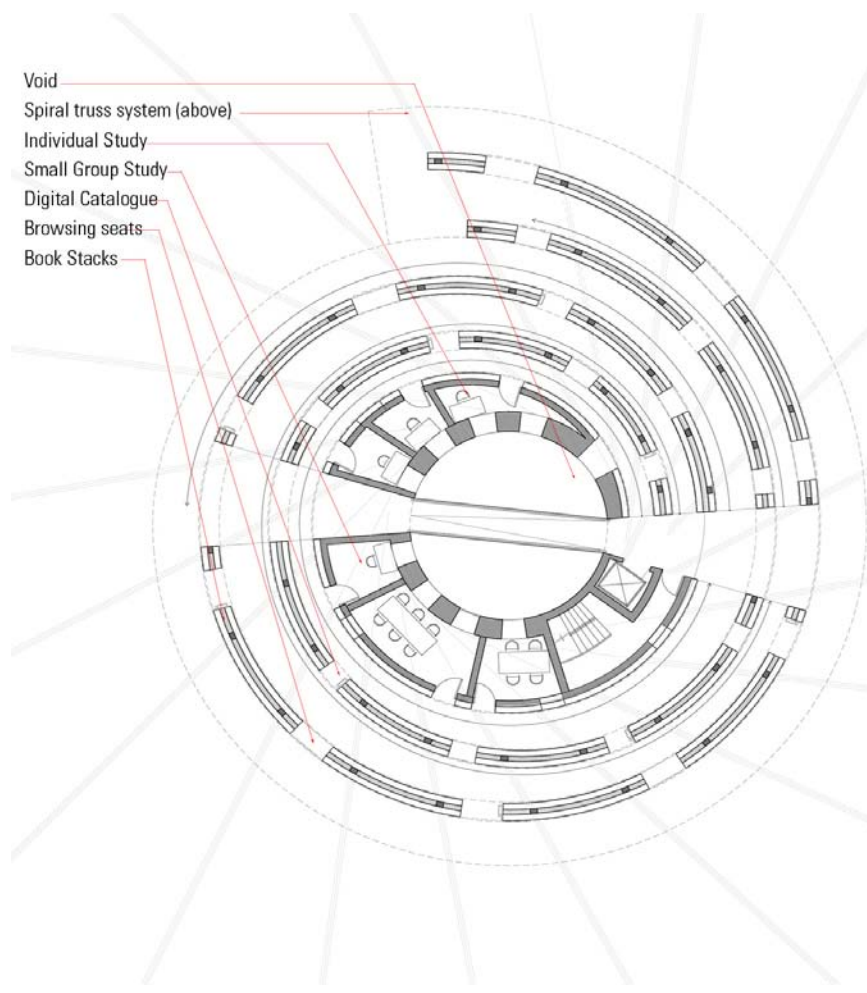 Void
Spiral truss system (above)
Individual Study
Small Group Study
Digital Catalogue
Browsing seats
Book Stacks